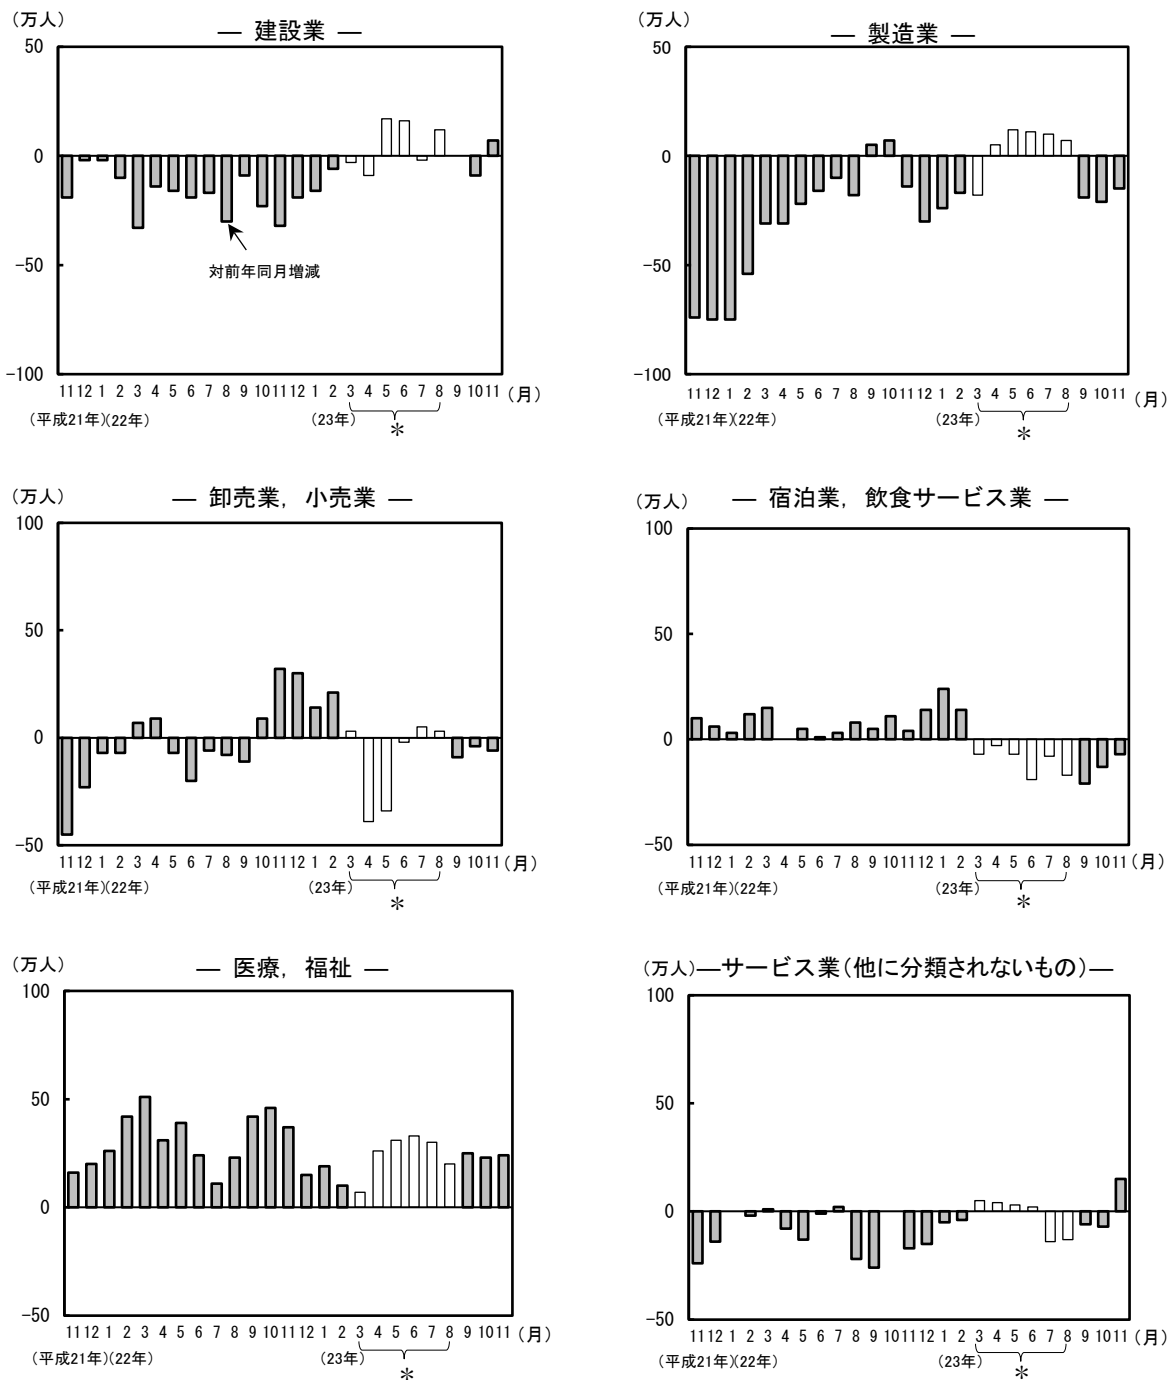 （万人）
― 建設業 ―
50
0
-50
-100
対前年同月増減
11 12 1 2 3 4 5 6 7 8 9 10 11 12 1 2 3 4 5 6 7 8 9 10 11 （月）
（平成21年）（22年） （23年）
＊
（万人）
― 製造業 ―
50
0
-50
-100
11 12 1 2 3 4 5 6 7 8 9 10 11 12 1 2 3 4 5 6 7 8 9 10 11 （月）
（平成21年）（22年） （23年）
＊
（万人）
― 卸売業，小売業 ―
100
50
0
-50
11 12 1 2 3 4 5 6 7 8 9 10 11 12 1 2 3 4 5 6 7 8 9 10 11 （月）
（平成21年）（22年） （23年）
＊
（万人）
― 宿泊業，飲食サービス業 ―
100
50
0
-50
11 12 1 2 3 4 5 6 7 8 9 10 11 12 1 2 3 4 5 6 7 8 9 10 11 （月）
（平成21年）（22年） （23年）
＊
（万人）
― 医療，福祉 ―
100
50
0
-50
11 12 1 2 3 4 5 6 7 8 9 10 11 12 1 2 3 4 5 6 7 8 9 10 11 （月）
（平成21年）（22年） （23年）
＊
（万人）
―サービス業（他に分類されないもの）―
100
50
0
-50
11 12 1 2 3 4 5 6 7 8 9 10 11 12 1 2 3 4 5 6 7 8 9 10 11 （月）
（平成21年）（22年） （23年）
＊